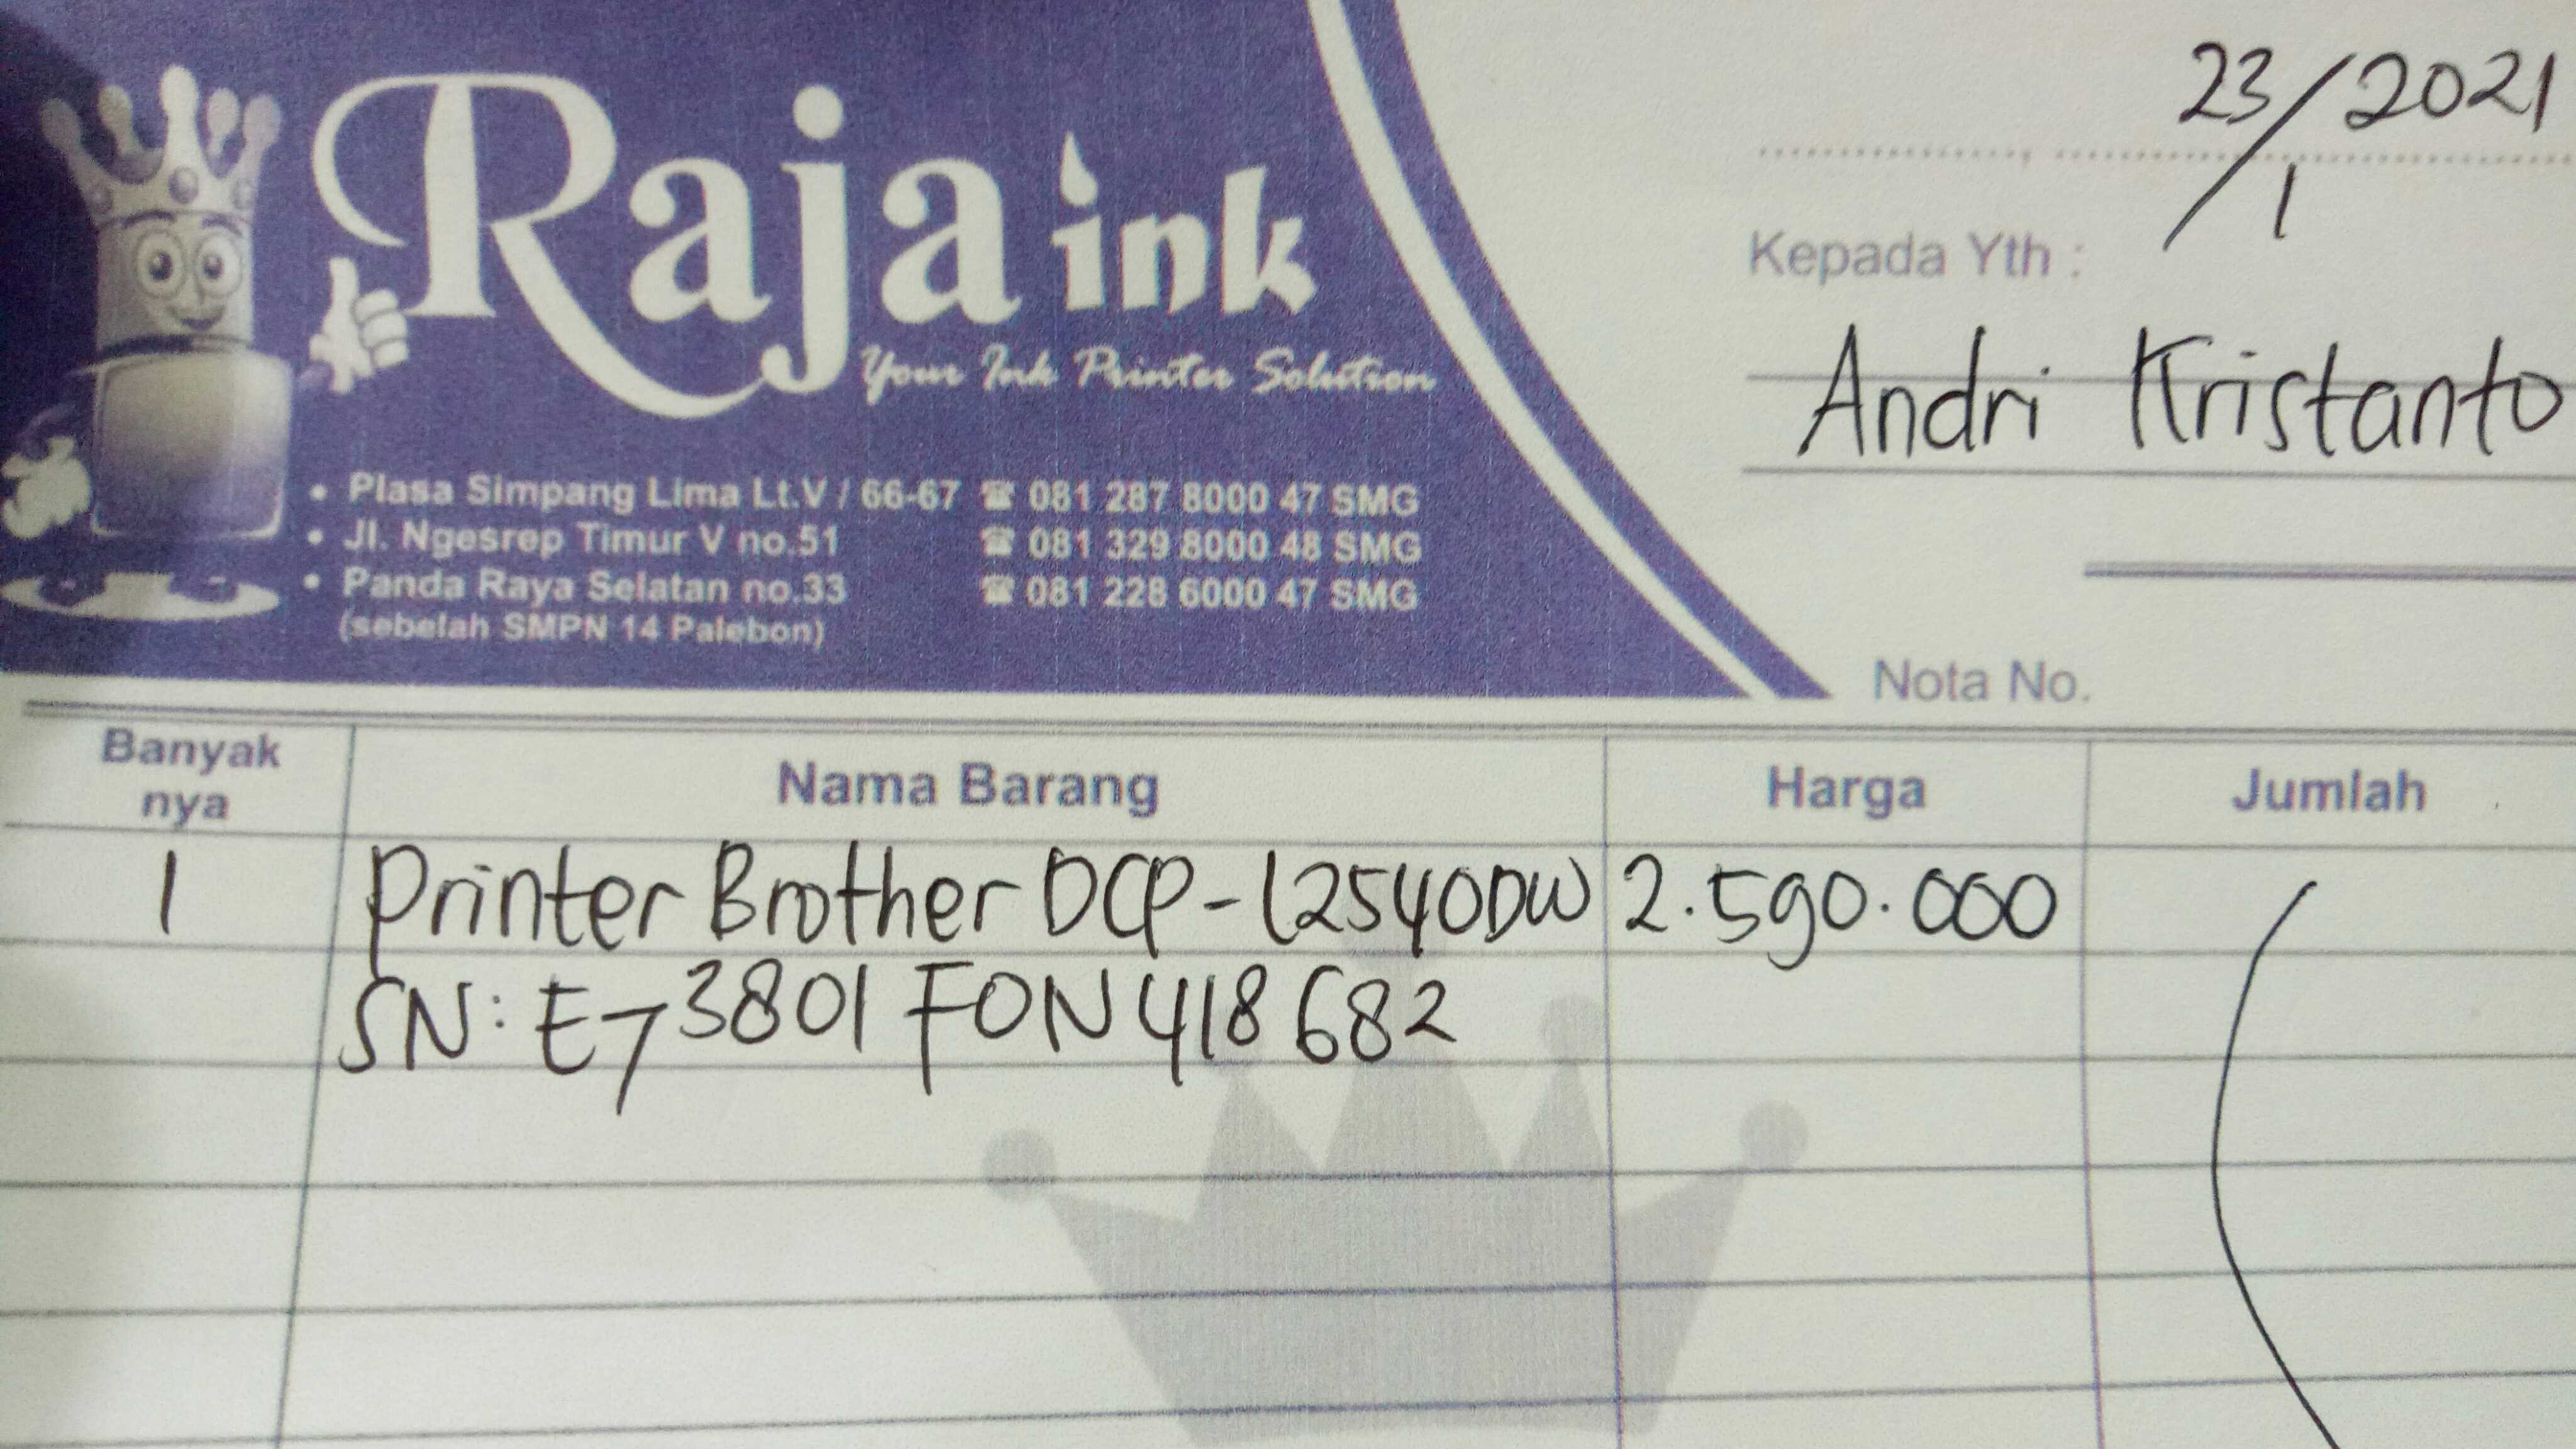 Raja ink
Your Ink Printer Solution
• Plasa Simpang Lima Lt.V / 66-67 ☎ 081 287 8000 47 SMG
• Jl. Ngesrep Timur V no.51 ☎ 081 329 8000 48 SMG
• Panda Raya Selatan no.33 ☎ 081 228 6000 47 SMG
(sebelah SMPN 14 Palebon)
23/1 2021
Kepada Yth :
Andri Kristanto
Nota No.
Banyak nya Nama Barang Harga Jumlah
1 Printer Brother DCP-L2540DW 2.590.000
SN: E73801F0N418682